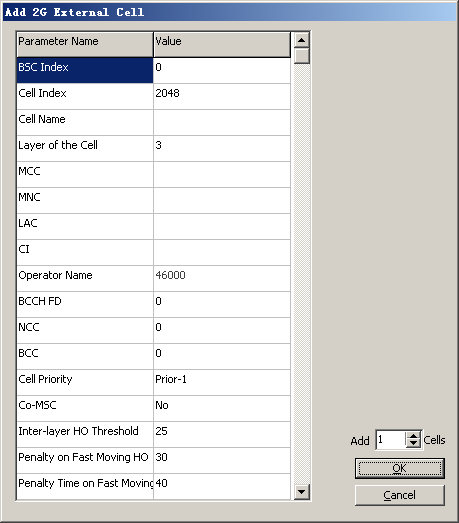 Add 2G External Cell
Parameter Name Value
BSC Index 0
Cell Index 2048
Cell Name
Layer of the Cell 3
MCC
MNC
LAC
CI
Operator Name 46000
BCCH FD 0
NCC 0
BCC 0
Cell Priority Prior-1
Co-MSC No
Inter-layer HO Threshold 25
Penalty on Fast Moving HO 30
Penalty Time on Fast Moving 40
Add 1 Cells
OK
Cancel